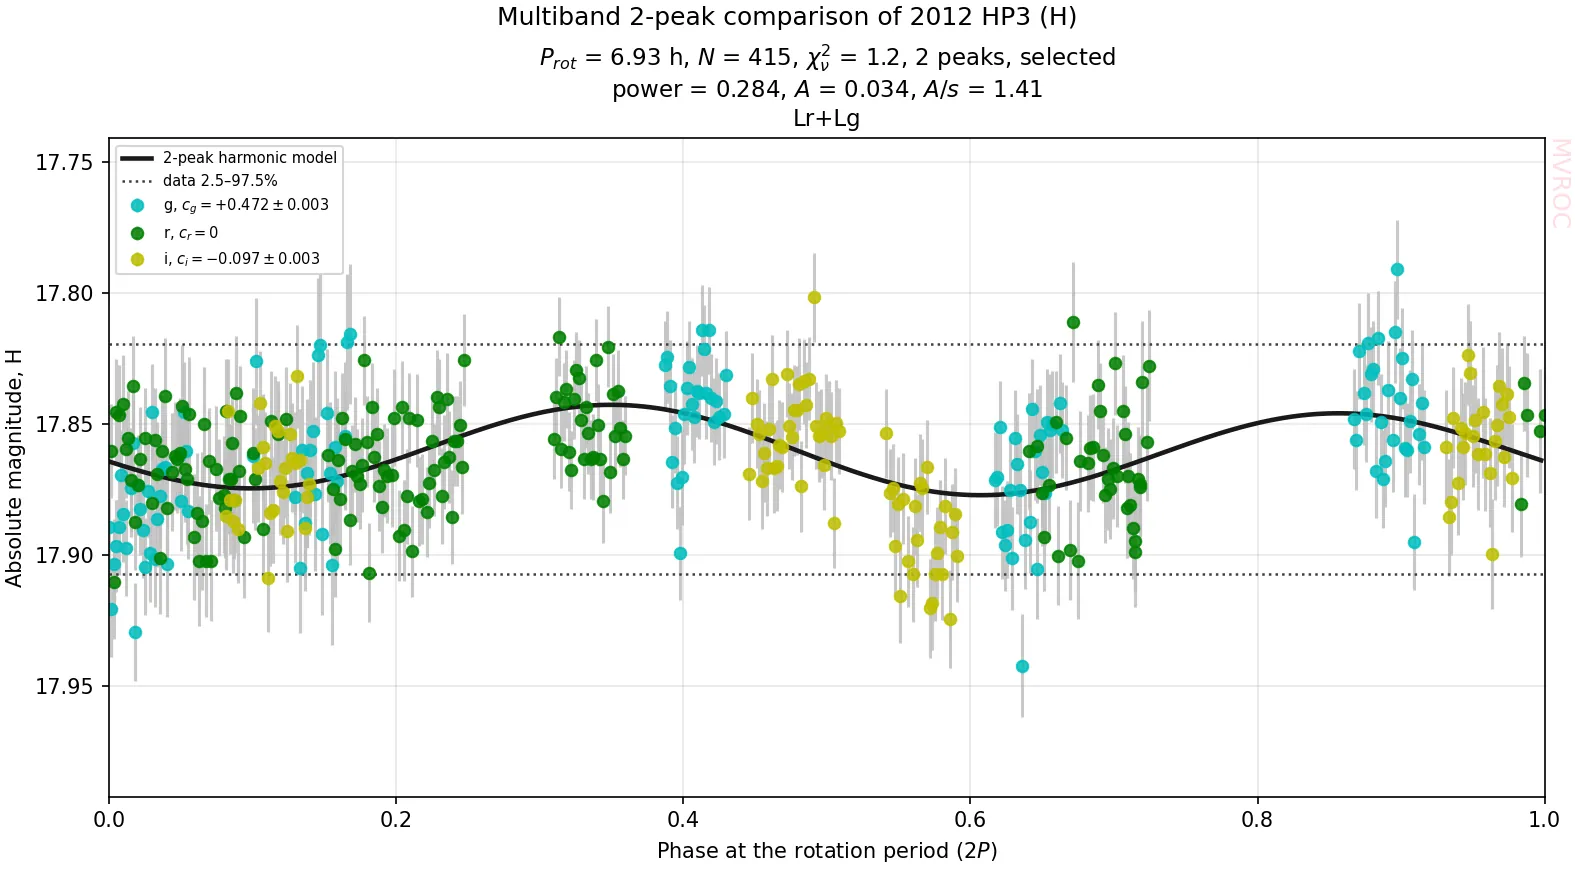 Multiband 2-peak comparison of 2012 HP3 (H)
P_rot = 6.93 h, N = 415, χ²_ν = 1.2, 2 peaks, selected
power = 0.284, A = 0.034, A/s = 1.41
Lr+Lg
2-peak harmonic model
data 2.5–97.5%
g, c_g = +0.472 ± 0.003
r, c_r = 0
i, c_i = −0.097 ± 0.003
Absolute magnitude, H
17.75
17.80
17.85
17.90
17.95
0.0 0.2 0.4 0.6 0.8 1.0
Phase at the rotation period (2P)
MVROC